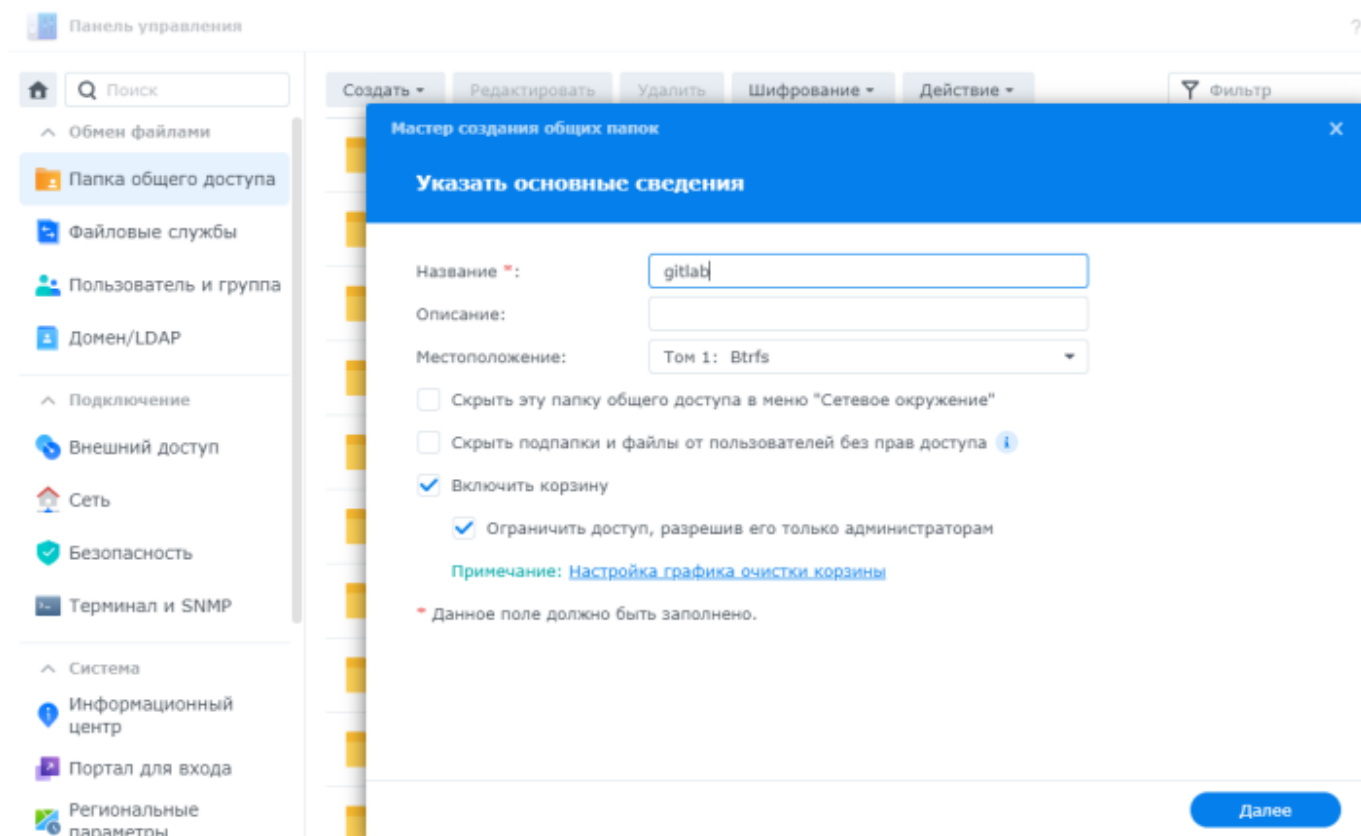 Панель управления
?
Поиск
Обмен файлами
Папка общего доступа
Файловые службы
Пользователь и группа
Домен/LDAP
Подключение
Внешний доступ
Сеть
Безопасность
Терминал и SNMP
Система
Информационный
центр
Портал для входа
Региональные
параметры
Создать Редактировать Удалить Шифрование Действие Фильтр
Мастер создания общих папок
Указать основные сведения
Название *: gitlab
Описание:
Местоположение: Том 1: Btrfs
Скрыть эту папку общего доступа в меню "Сетевое окружение"
Скрыть подпапки и файлы от пользователей без прав доступа i
Включить корзину
Ограничить доступ, разрешив его только администраторам
Примечание: Настройка графика очистки корзины
* Данное поле должно быть заполнено.
Далее